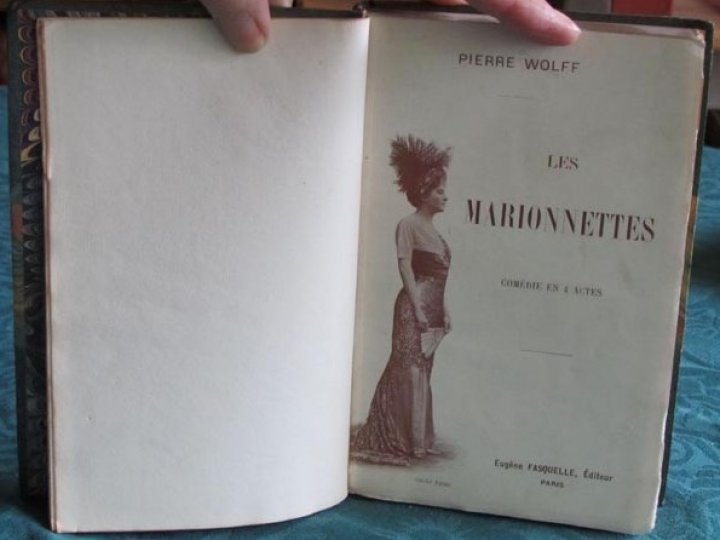 PIERRE WOLFF
LES
MARIONNETTES
COMÉDIE EN 4 ACTES
Eugène FASQUELLE, Éditeur
PARIS